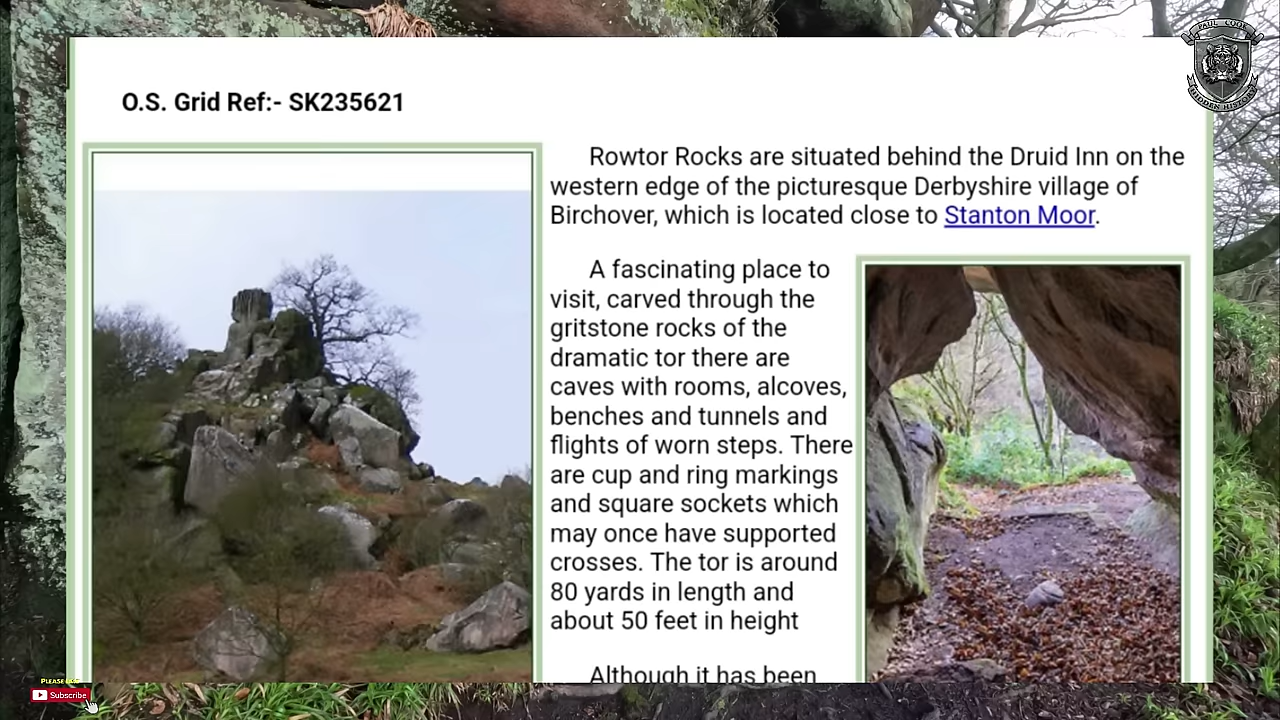 PAUL COOK
HIDDEN HISTORY
O.S. Grid Ref:- SK235621
Rowtor Rocks are situated behind the Druid Inn on the
western edge of the picturesque Derbyshire village of
Birchover, which is located close to Stanton Moor.
A fascinating place to
visit, carved through the
gritstone rocks of the
dramatic tor there are
caves with rooms, alcoves,
benches and tunnels and
flights of worn steps. There
are cup and ring markings
and square sockets which
may once have supported
crosses. The tor is around
80 yards in length and
about 50 feet in height
Although it has been
Subscribe